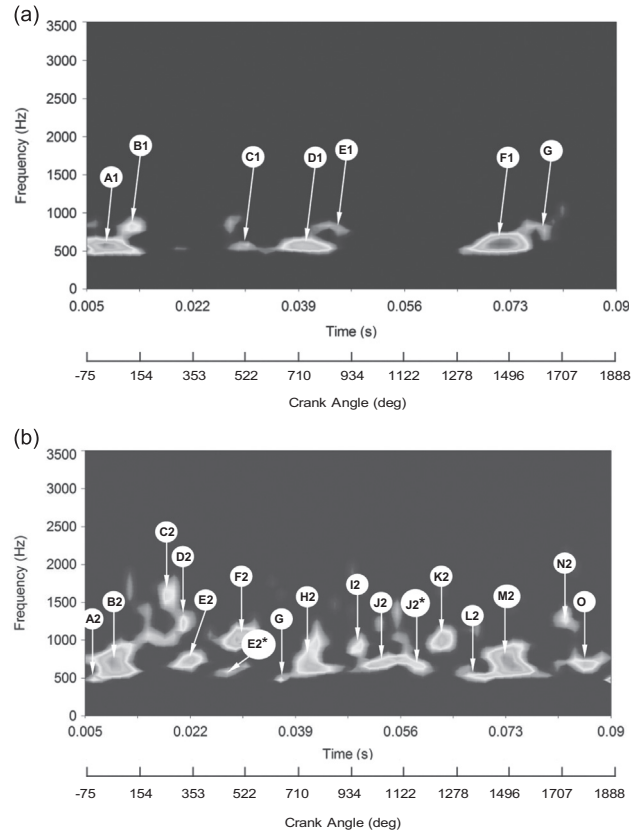 (a)
Frequency (Hz)
3500
3000
2500
2000
1500
1000
500
0
A1
B1
C1
D1
E1
F1
G
0.005 0.022 0.039 0.056 0.073 0.09
Time (s)
-75 154 353 522 710 934 1122 1278 1496 1707 1888
Crank Angle (deg)
(b)
Frequency (Hz)
3500
3000
2500
2000
1500
1000
500
0
A2
B2
C2
D2
E2
F2
E2*
G
H2
I2
J2
J2*
K2
L2
M2
N2
O
0.005 0.022 0.039 0.056 0.073 0.09
Time (s)
-75 154 353 522 710 934 1122 1278 1496 1707 1888
Crank Angle (deg)